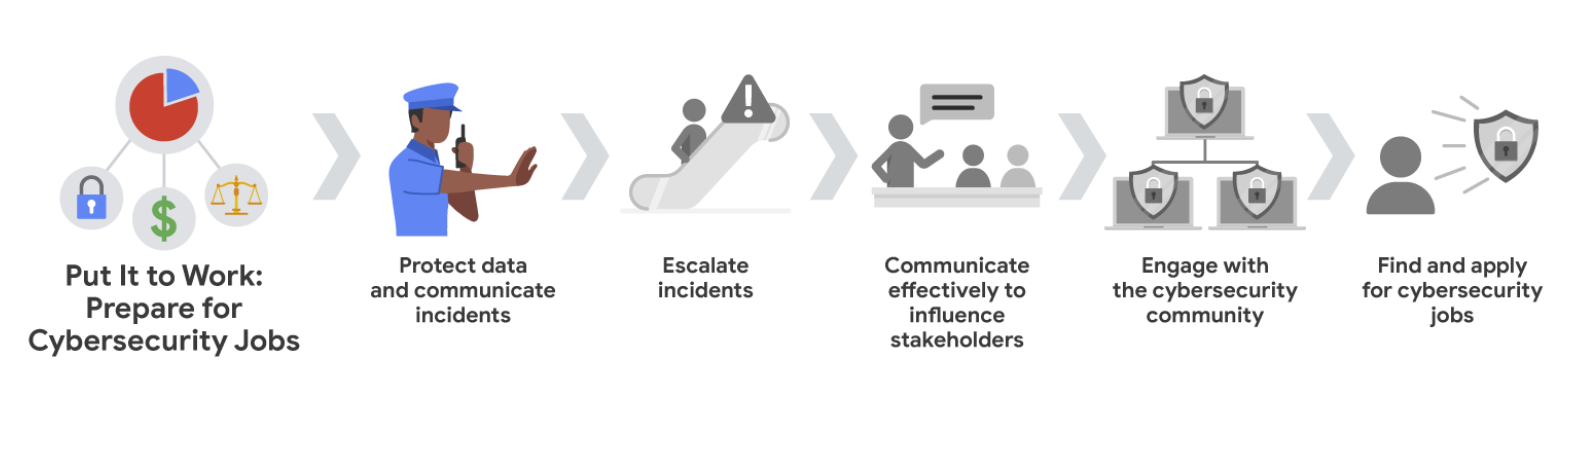 Put It to Work:
Prepare for
Cybersecurity Jobs
Protect data
and communicate
incidents
Escalate
incidents
Communicate
effectively to
influence
stakeholders
Engage with
the cybersecurity
community
Find and apply
for cybersecurity
jobs